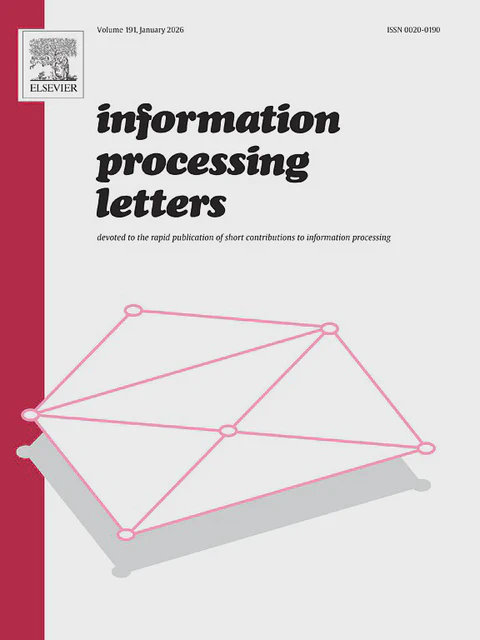 Volume 191, January 2026
ISSN 0020-0190
ELSEVIER
information
processing
letters
devoted to the rapid publication of short contributions to information processing